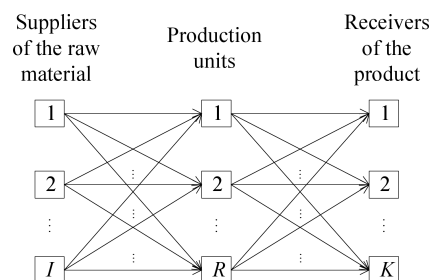 Suppliers
of the raw
material
Production
units
Receivers
of the
product
1 1 1
2 2 2
⋮ ⋮ ⋮ ⋮ ⋮
I R K